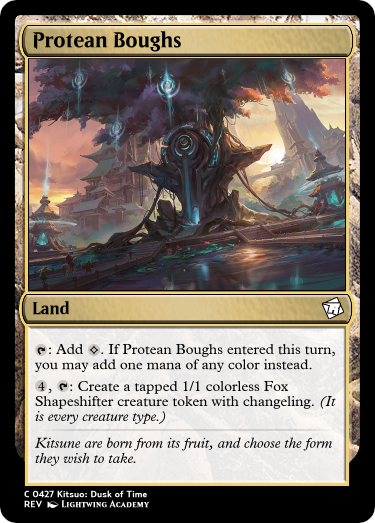 Protean Boughs
Land
: Add . If Protean Boughs entered this turn,
you may add one mana of any color instead.
4, : Create a tapped 1/1 colorless Fox
Shapeshifter creature token with changeling. (It
is every creature type.)
Kitsune are born from its fruit, and choose the form
they wish to take.
C 0427 Kitsuo: Dusk of Time
REV Lightwing Academy